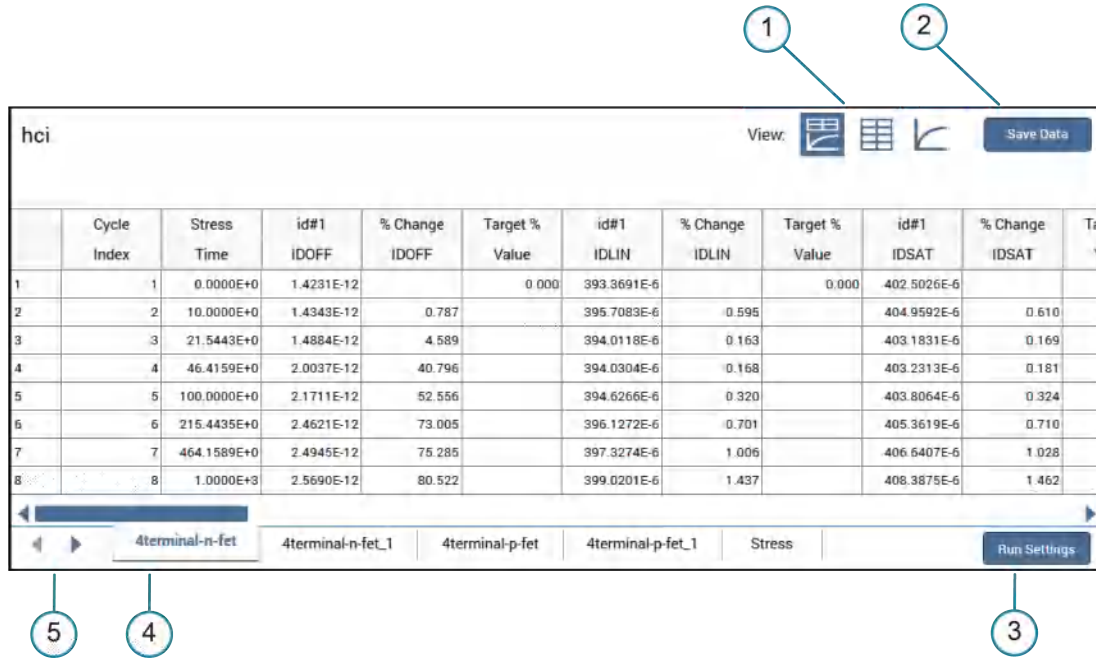 1 2
hci View: Save Data
Cycle Stress id#1 % Change Target % id#1 % Change Target % id#1 % Change
Index Time IDOFF IDOFF Value IDLIN IDLIN Value IDSAT IDSAT
1 1 0.0000E+0 1.4231E-12 0.000 393.3691E-6 0.000 402.5026E-6
2 2 10.0000E+0 1.4343E-12 0.787 395.7083E-6 0.595 404.9592E-6 0.610
3 3 21.5443E+0 1.4884E-12 4.589 394.0118E-6 0.163 403.1831E-6 0.169
4 4 46.4159E+0 2.0037E-12 40.796 394.0304E-6 0.168 403.2313E-6 0.181
5 5 100.0000E+0 2.1711E-12 52.556 394.6266E-6 0.320 403.8064E-6 0.324
6 6 215.4435E+0 2.4621E-12 73.005 396.1272E-6 0.701 405.3619E-6 0.710
7 7 464.1589E+0 2.4945E-12 75.285 397.3274E-6 1.006 406.6407E-6 1.028
8 8 1.0000E+3 2.5690E-12 80.522 399.0201E-6 1.437 408.3875E-6 1.462
4terminal-n-fet 4terminal-n-fet_1 4terminal-p-fet 4terminal-p-fet_1 Stress Run Settings
5 4 3